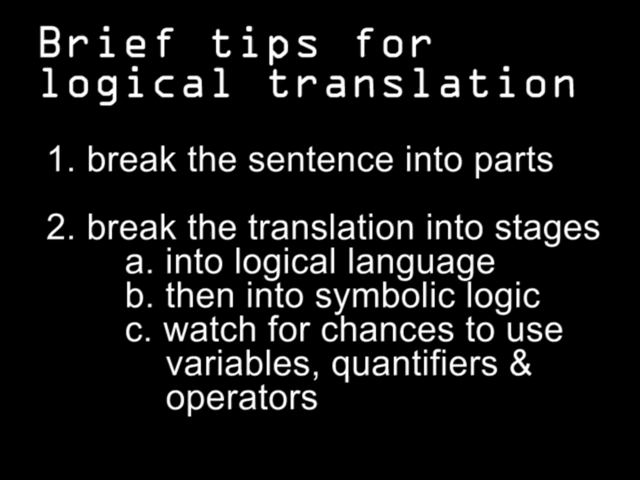 Brief tips for
logical translation
1. break the sentence into parts
2. break the translation into stages
a. into logical language
b. then into symbolic logic
c. watch for chances to use
variables, quantifiers &
operators